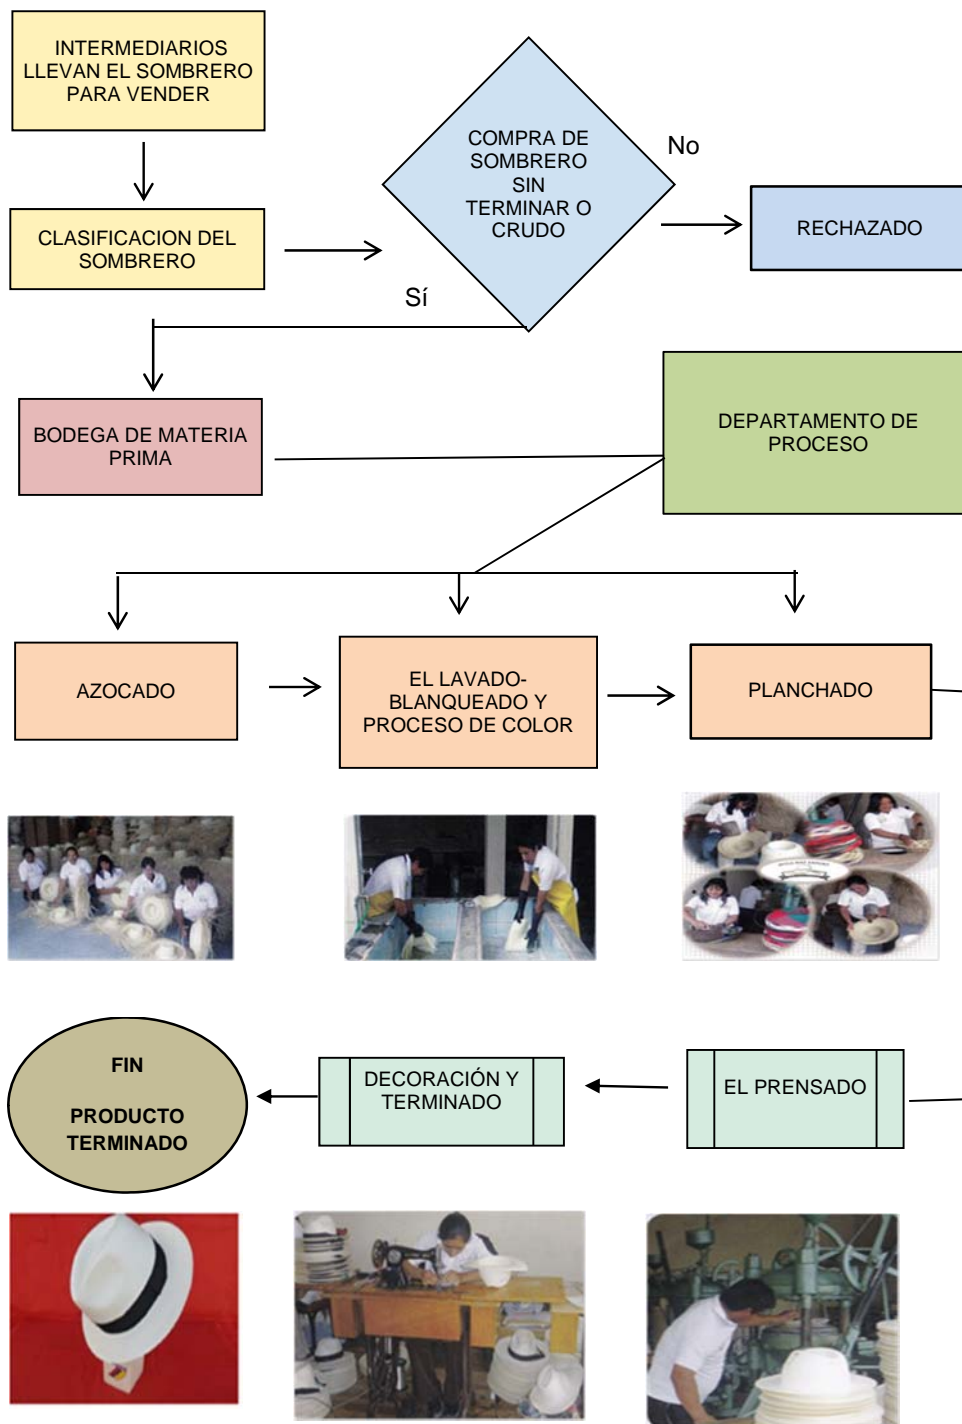 INTERMEDIARIOS
LLEVAN EL SOMBRERO
PARA VENDER
COMPRA DE
SOMBRERO
SIN
TERMINAR O
CRUDO
No
RECHAZADO
CLASIFICACION DEL
SOMBRERO
Sí
BODEGA DE MATERIA
PRIMA
DEPARTAMENTO DE
PROCESO
AZOCADO
EL LAVADO-
BLANQUEADO Y
PROCESO DE COLOR
PLANCHADO
FIN
PRODUCTO
TERMINADO
DECORACIÓN Y
TERMINADO
EL PRENSADO